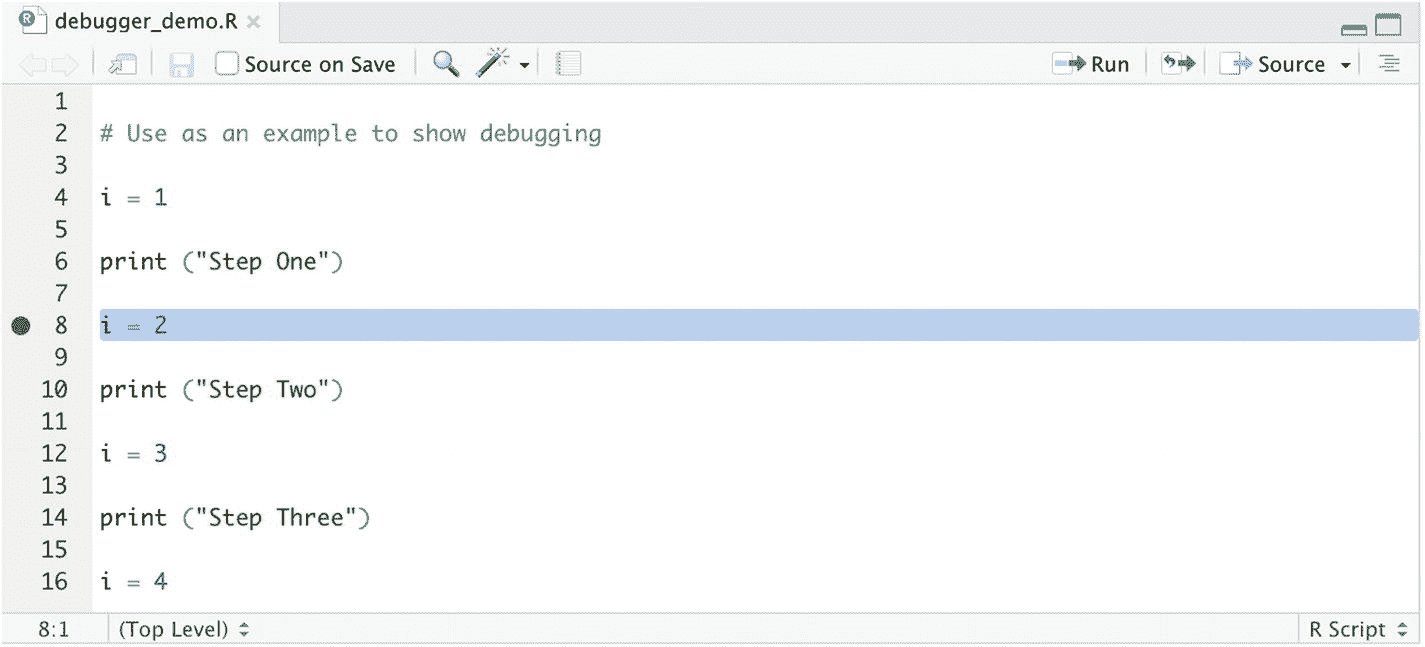 debugger_demo.R
Source on Save
Run
Source
1
2 # Use as an example to show debugging
3
4 i = 1
5
6 print ("Step One")
7
8 i = 2
9
10 print ("Step Two")
11
12 i = 3
13
14 print ("Step Three")
15
16 i = 4
8:1 (Top Level) R Script